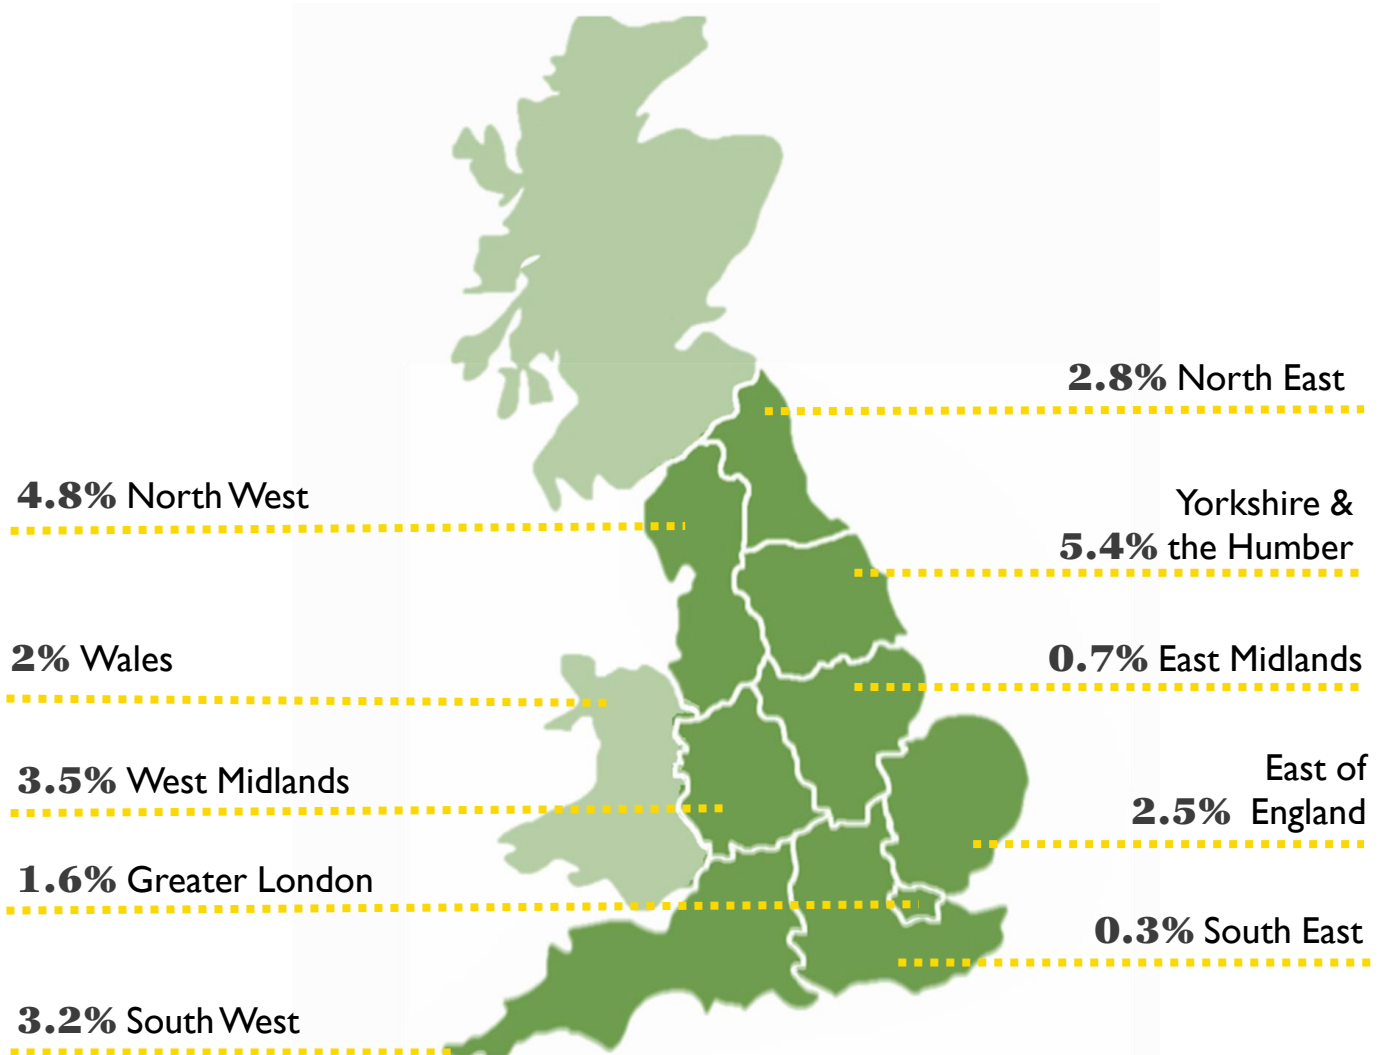 2.8% North East
4.8% North West
Yorkshire &
5.4% the Humber
2% Wales
0.7% East Midlands
3.5% West Midlands
East of
2.5% England
1.6% Greater London
0.3% South East
3.2% South West